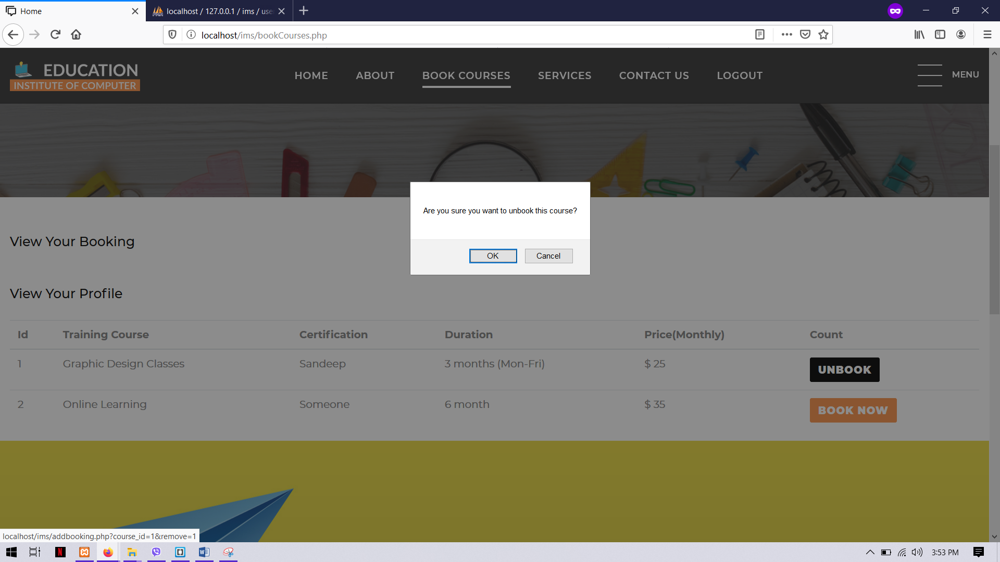 Home
localhost / 127.0.0.1 / ims / use
localhost/ims/bookCourses.php
EDUCATION
INSTITUTE OF COMPUTER
HOME ABOUT BOOK COURSES SERVICES CONTACT US LOGOUT MENU
Are you sure you want to unbook this course?
OK Cancel
View Your Booking
View Your Profile
Id Training Course Certification Duration Price(Monthly) Count
1 Graphic Design Classes Sandeep 3 months (Mon-Fri) $ 25 UNBOOK
2 Online Learning Someone 6 month $ 35 BOOK NOW
localhost/ims/addbooking.php?course_id=1&remove=1
3:53 PM